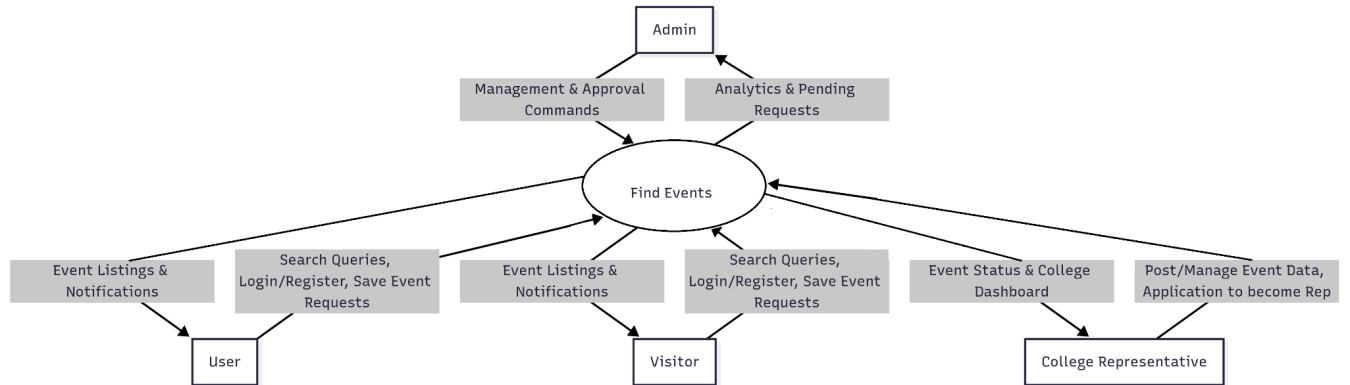 Admin
Management & Approval
Commands
Analytics & Pending
Requests
Find Events
Event Listings &
Notifications
Search Queries,
Login/Register, Save Event
Requests
Event Listings &
Notifications
Search Queries,
Login/Register, Save Event
Requests
Event Status & College
Dashboard
Post/Manage Event Data,
Application to become Rep
User
Visitor
College Representative